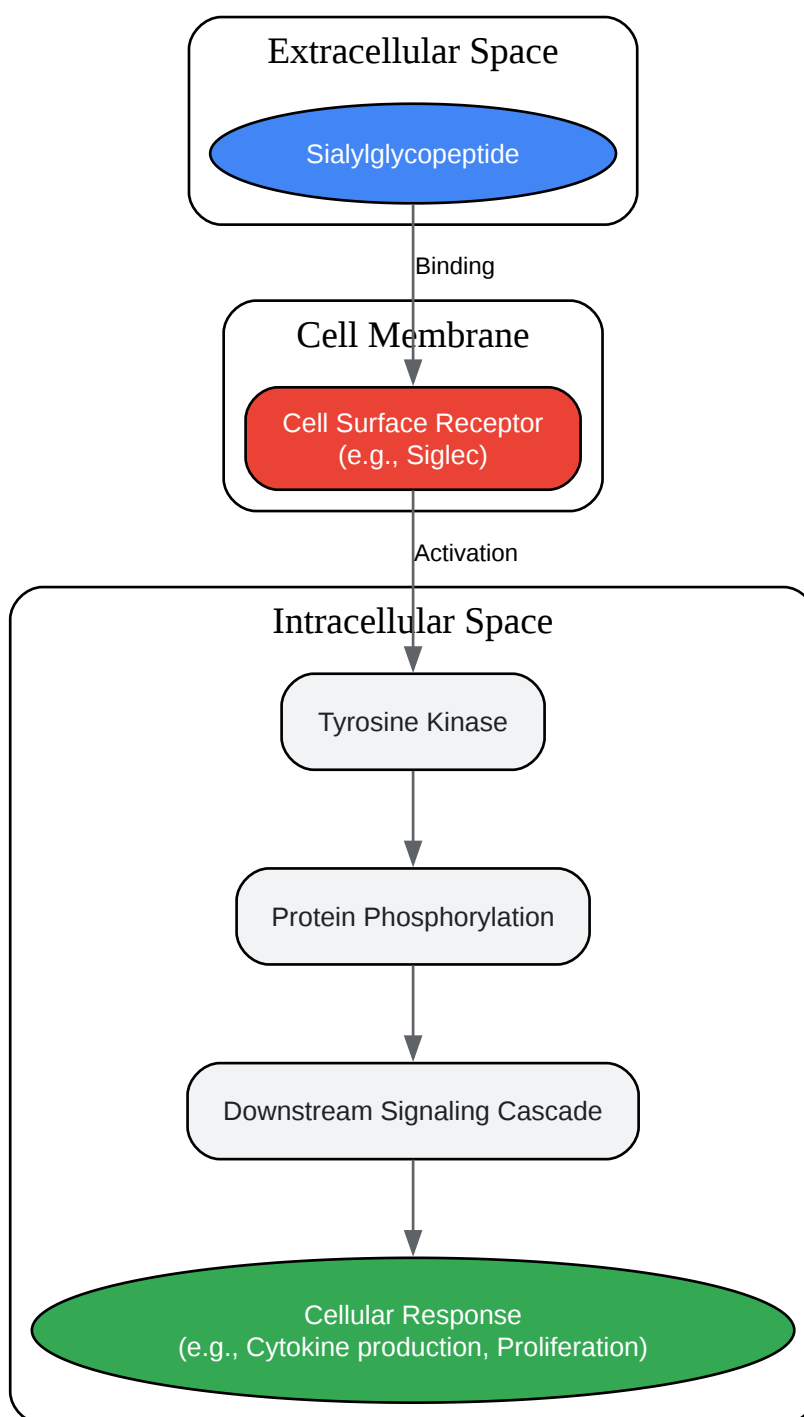 Extracellular Space
Sialylglycopeptide
Binding
Cell Membrane
Cell Surface Receptor
(e.g., Siglec)
Activation
Intracellular Space
Tyrosine Kinase
Protein Phosphorylation
Downstream Signaling Cascade
Cellular Response
(e.g., Cytokine production, Proliferation)